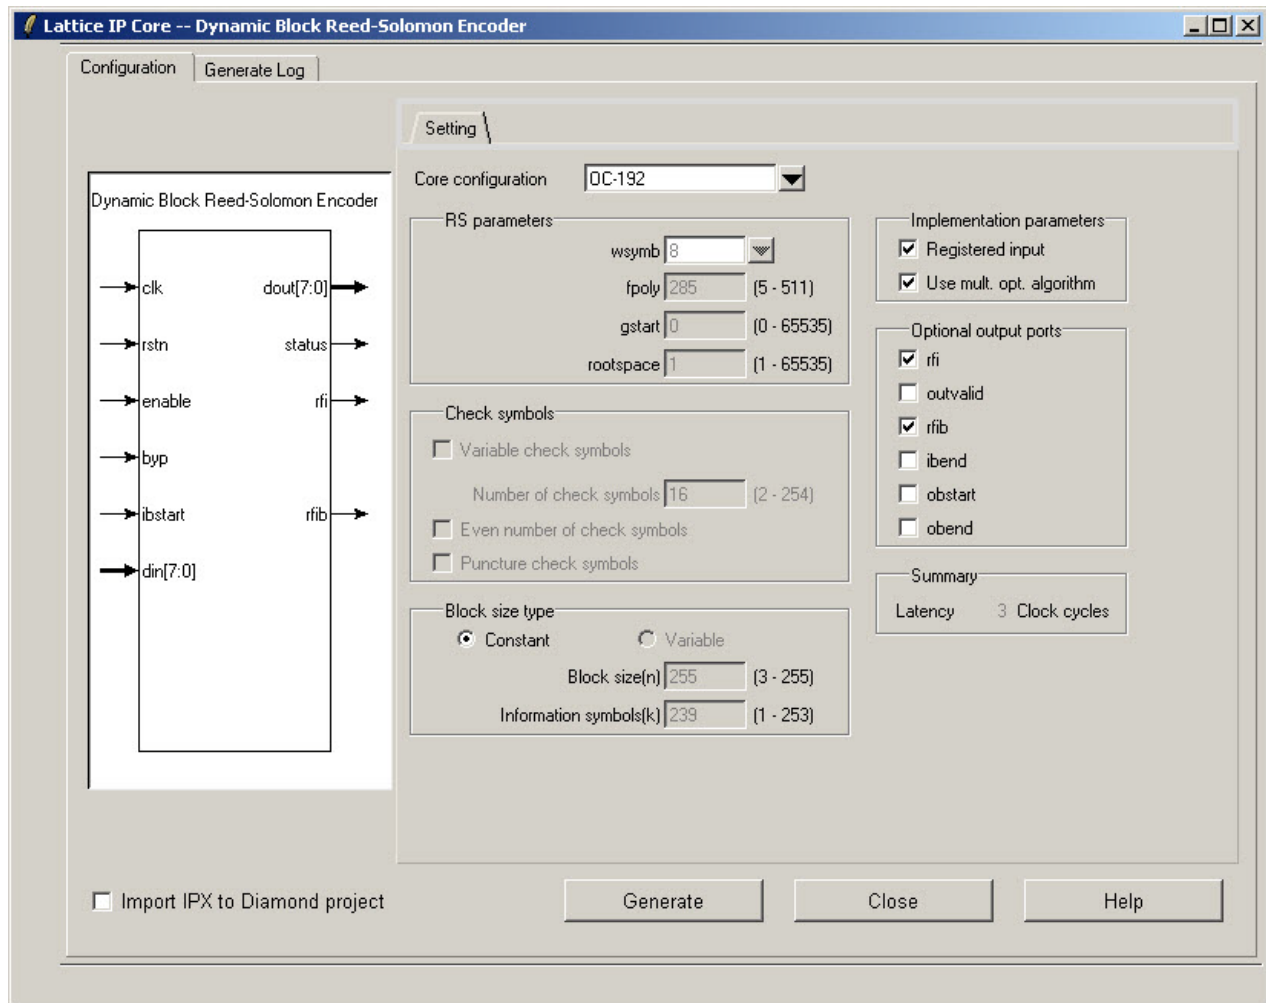 Lattice IP Core -- Dynamic Block Reed-Solomon Encoder
Configuration
Generate Log
Setting
Core configuration OC-192
Dynamic Block Reed-Solomon Encoder
clk dout[7:0]
rstn status
enable rfi
byp
ibstart rfib
din[7:0]
RS parameters
wsymb 8
fpoly 285 (5 - 511)
gstart 0 (0 - 65535)
rootspace 1 (1 - 65535)
Check symbols
Variable check symbols
Number of check symbols 16 (2 - 254)
Even number of check symbols
Puncture check symbols
Block size type
Constant Variable
Block size(n) 255 (3 - 255)
Information symbols(k) 239 (1 - 253)
Implementation parameters
Registered input
Use mult. opt. algorithm
Optional output ports
rfi
outvalid
rfib
ibend
obstart
obend
Summary
Latency 3 Clock cycles
Import IPX to Diamond project
Generate
Close
Help